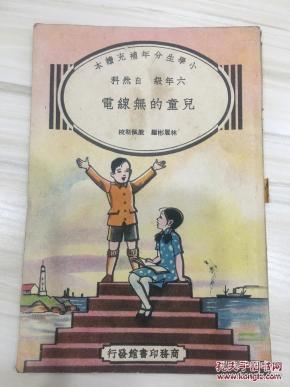 小學生分年補充讀本
六年級 自然科
兒童的無線電
林履彬編 殷佩斯校
商務印書館發行